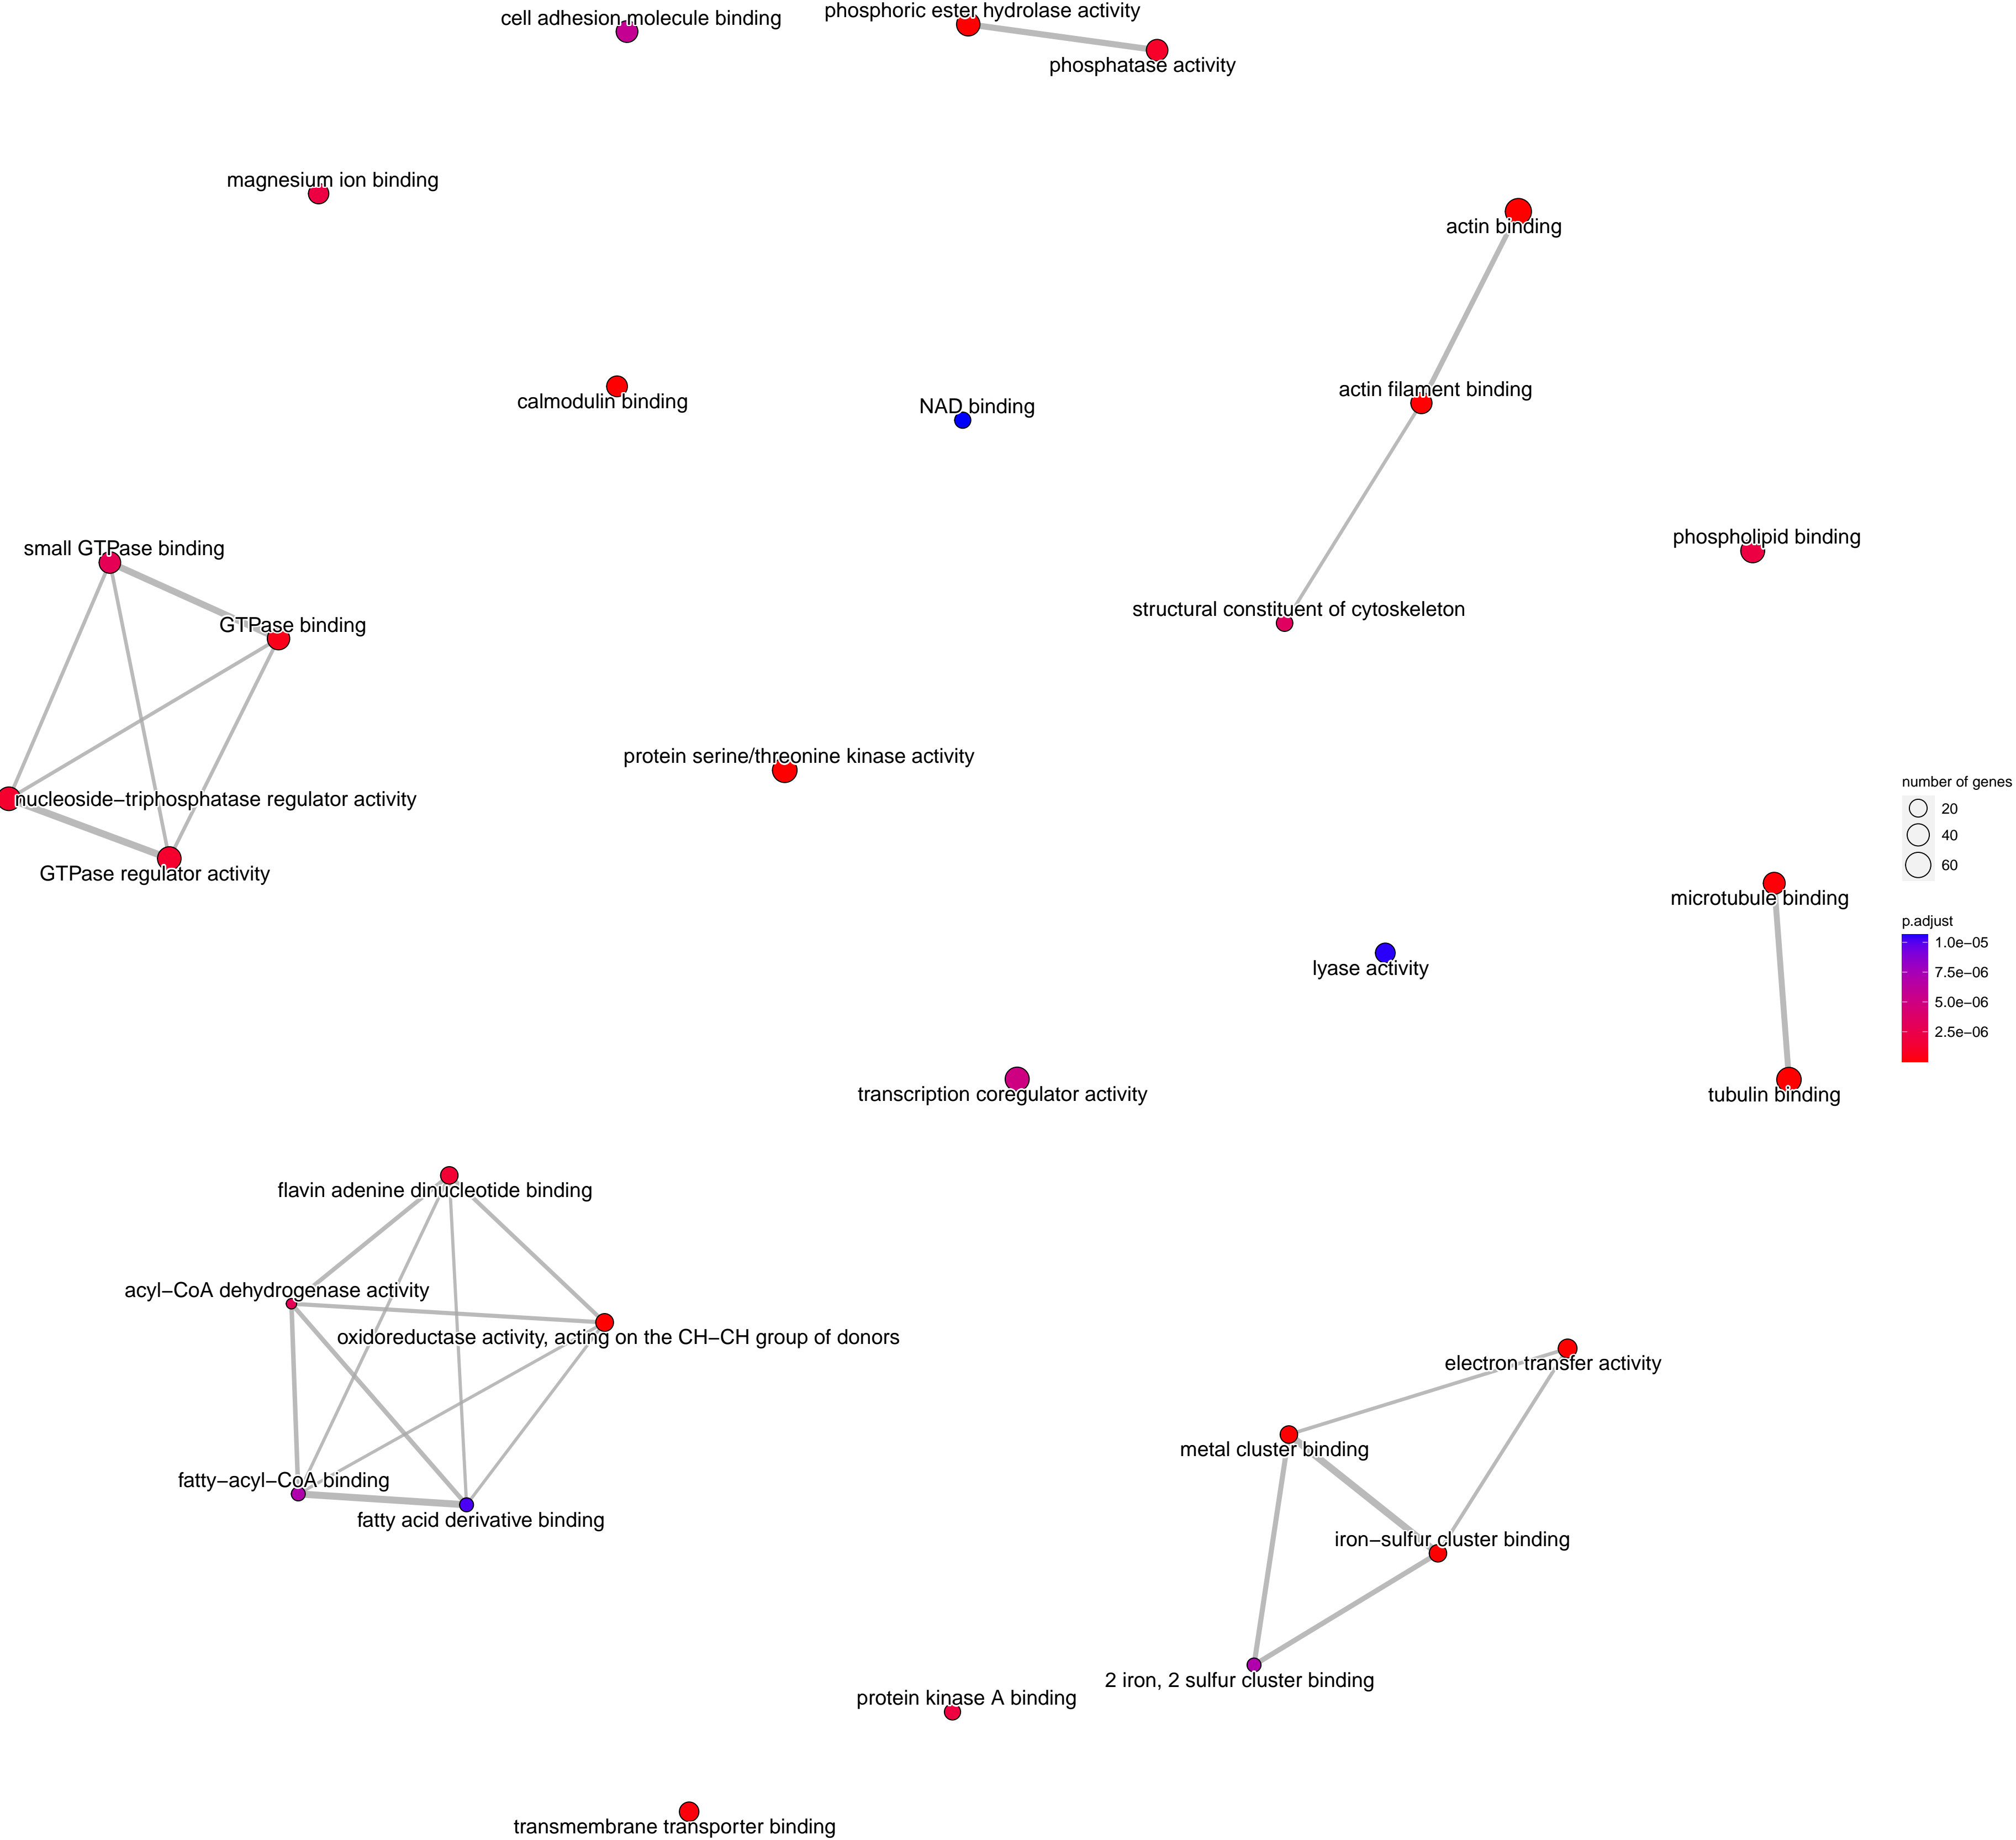 phosphoric ester hydrolase activity
cell adhesion molecule binding
phosphatase activity
magnesium ion binding
actin binding
actin filament binding
calmodulin binding
NAD binding
phospholipid binding
small GTPase binding
structural constituent of cytoskeleton
GTPase binding
protein serine/threonine kinase activity
number of genes
nucleoside−triphosphatase regulator activity
20
40
60
GTPase regulator activity
microtubule binding
p.adjust
1.0e−05
7.5e−06
5.0e−06
2.5e−06
lyase activity
transcription coregulator activity
tubulin binding
flavin adenine dinucleotide binding
acyl−CoA dehydrogenase activity
oxidoreductase activity, acting on the CH−CH group of donors
electron transfer activity
metal cluster binding
fatty−acyl−CoA binding
fatty acid derivative binding
iron−sulfur cluster binding
2 iron, 2 sulfur cluster binding
protein kinase A binding
transmembrane transporter binding